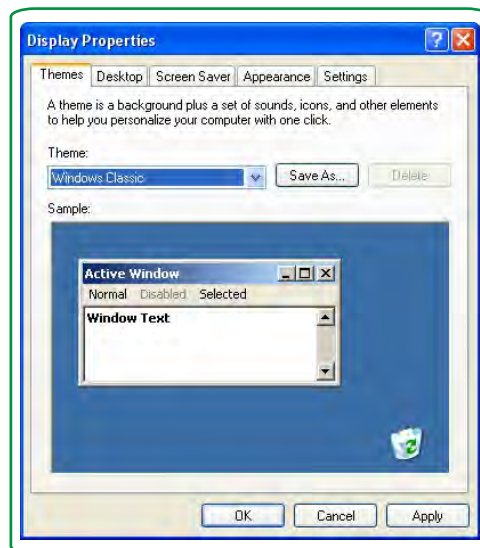 Display Properties
Themes Desktop Screen Saver Appearance Settings
A theme is a background plus a set of sounds, icons, and other elements
to help you personalize your computer with one click.
Theme:
Windows Classic Save As... Delete
Sample:
Active Window
Normal Disabled Selected
Window Text
OK Cancel Apply